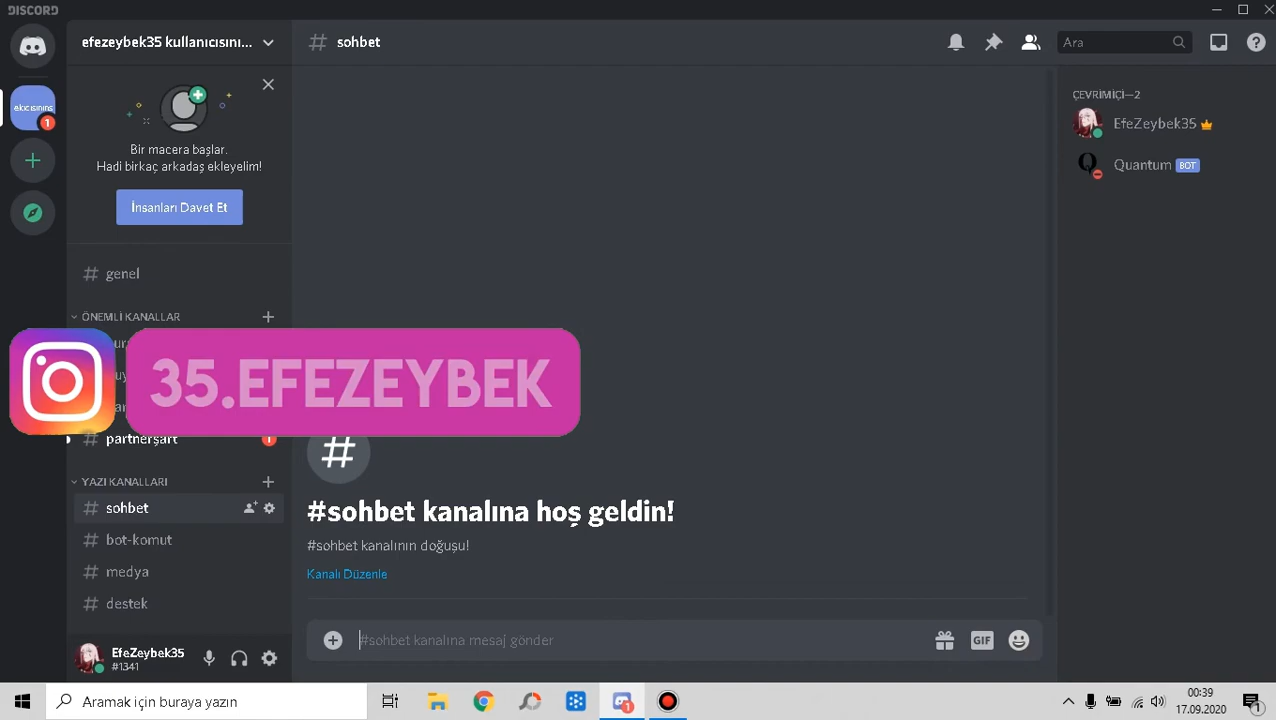 DISCORD
efezeybek35 kullanıcısını...
sohbet
Ara
Bir macera başlar.
Hadi birkaç arkadaş ekleyelim!
İnsanları Davet Et
ÇEVRİMİÇİ—2
EfeZeybek35
Quantum BOT
genel
ÖNEMLİ KANALLAR
35.EFEZEYBEK
partnerşart
1
YAZI KANALLARI
sohbet
bot-komut
medya
destek
#sohbet kanalına hoş geldin!
#sohbet kanalının doğuşu!
Kanalı Düzenle
#sohbet kanalına mesaj gönder
GIF
EfeZeybek35
#1341
Aramak için buraya yazın
00:39
17.09.2020